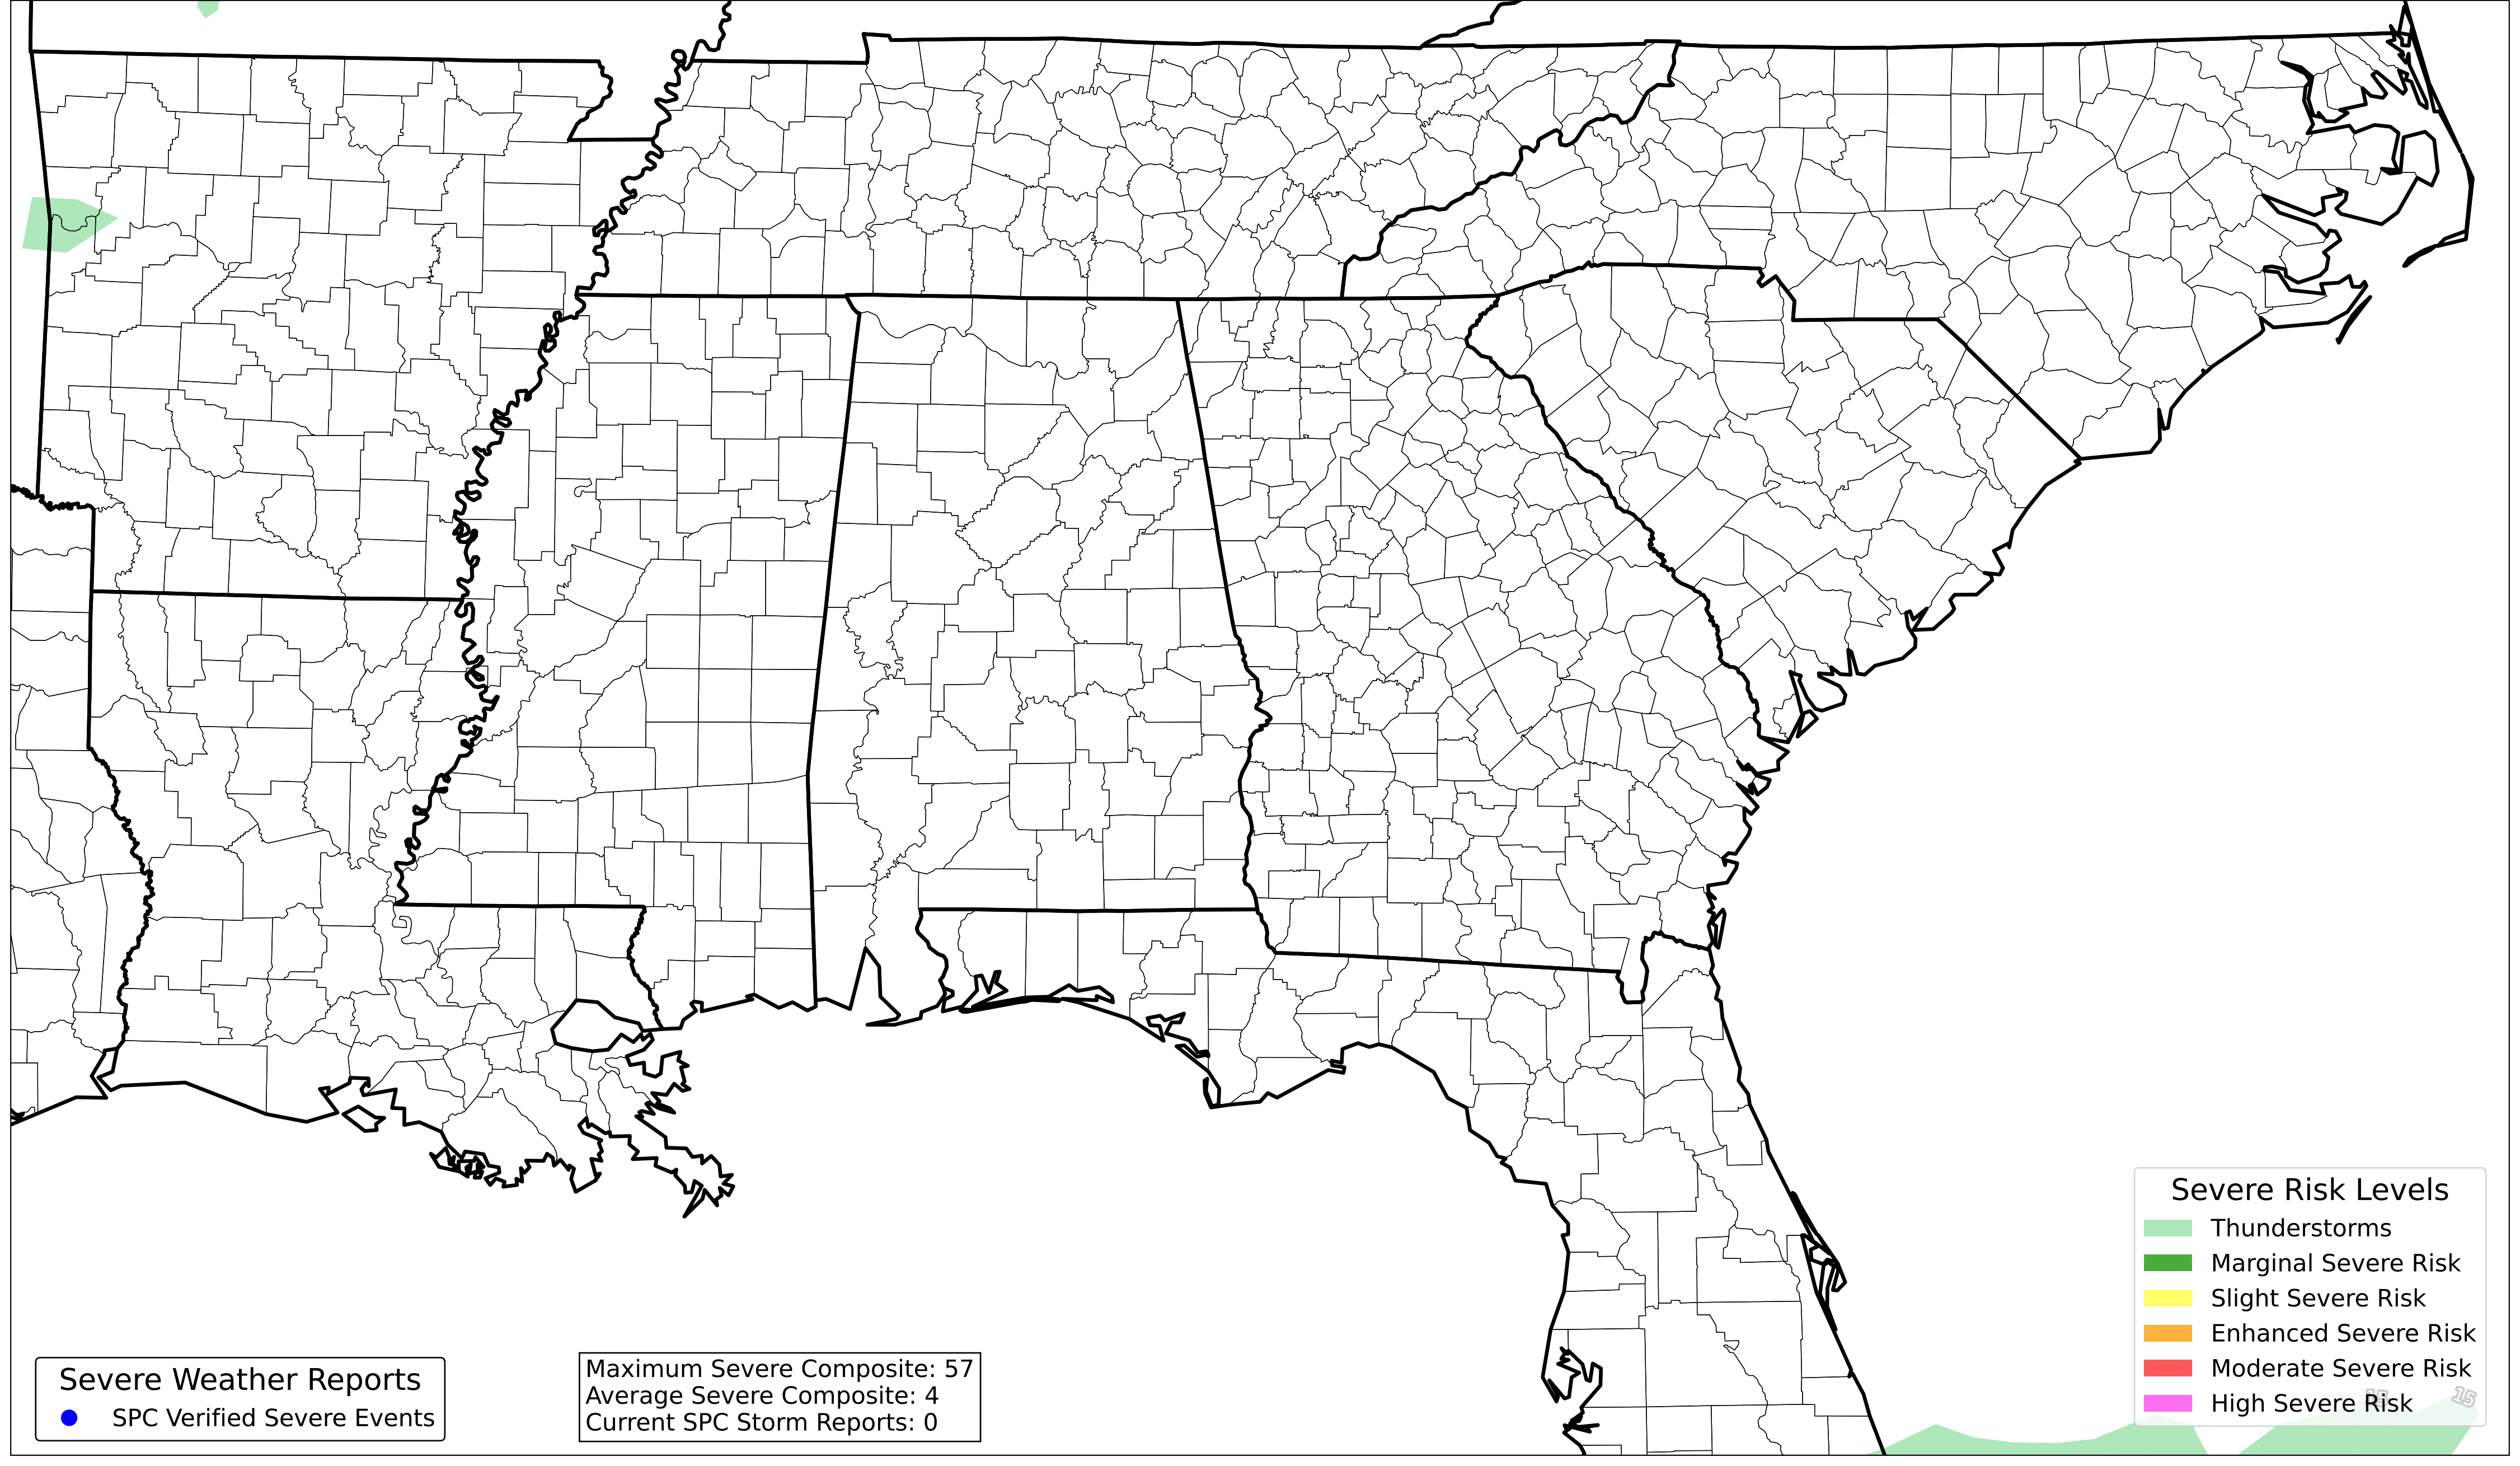 Severe Risk Levels
Thunderstorms
Marginal Severe Risk
Slight Severe Risk
Enhanced Severe Risk
Moderate Severe Risk
High Severe Risk
15
15
Severe Weather Reports
SPC Verified Severe Events
Maximum Severe Composite: 57
Average Severe Composite: 4
Current SPC Storm Reports: 0